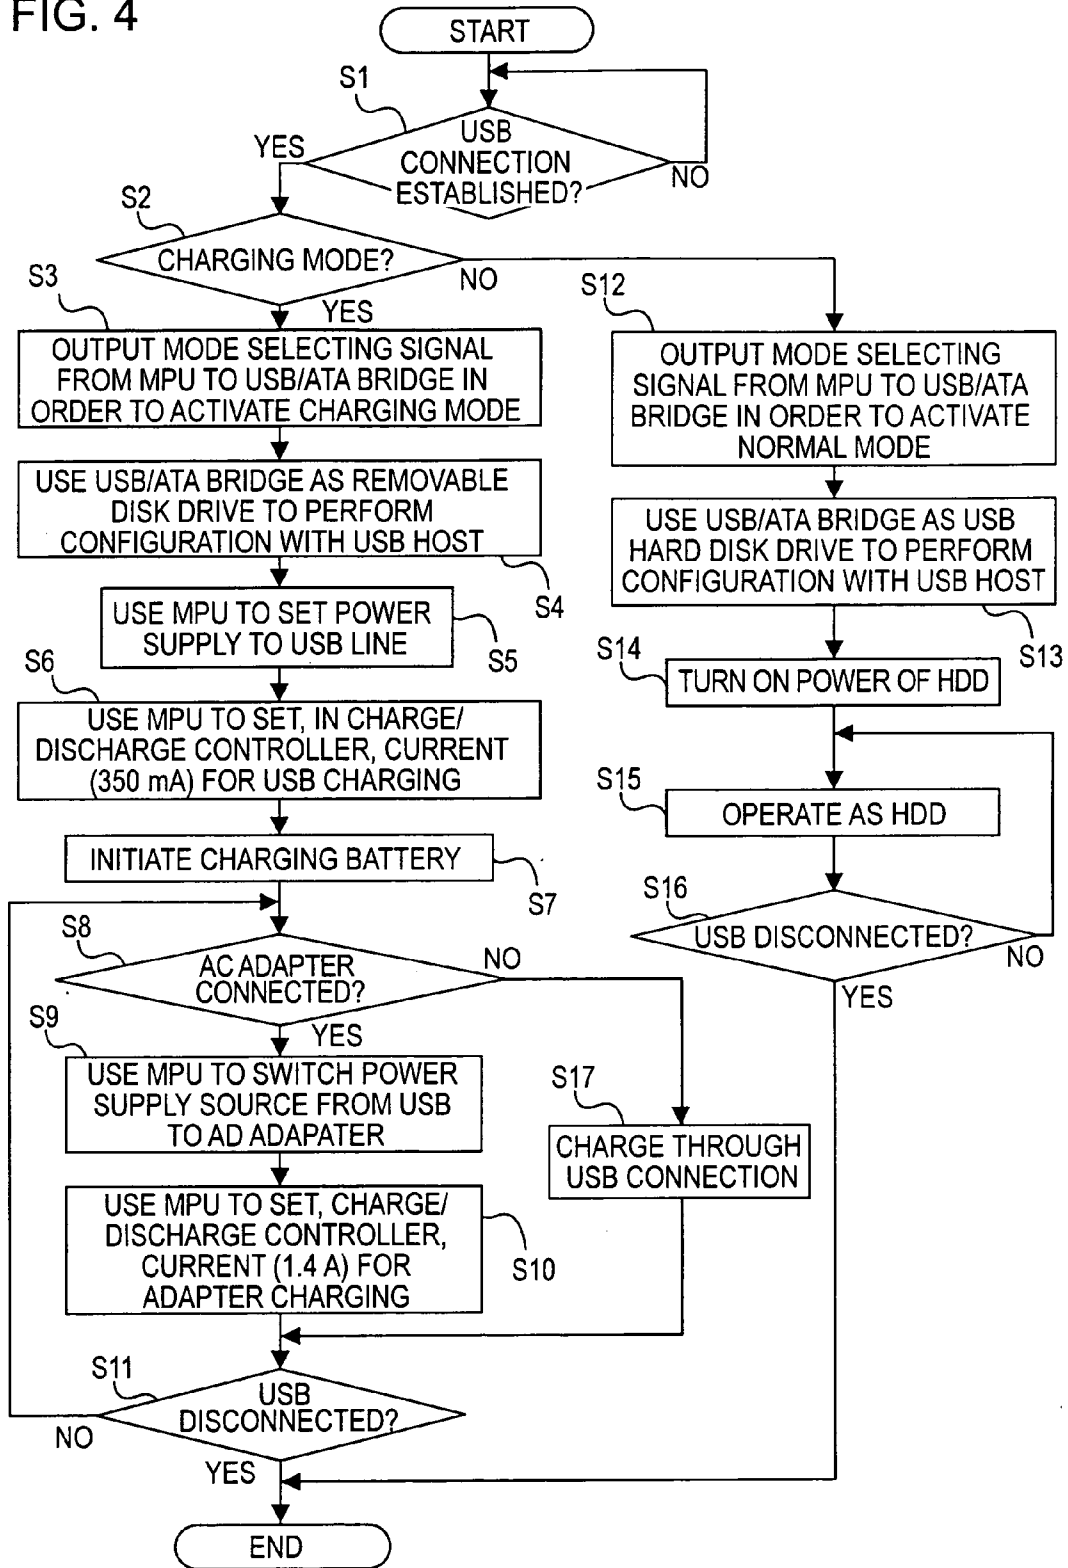 FIG. 4
START
S1
USB
CONNECTION
ESTABLISHED?
YES
NO
S2
CHARGING MODE?
NO
YES
S3
OUTPUT MODE SELECTING SIGNAL
FROM MPU TO USB/ATA BRIDGE IN
ORDER TO ACTIVATE CHARGING MODE
USE USB/ATA BRIDGE AS REMOVABLE
DISK DRIVE TO PERFORM
CONFIGURATION WITH USB HOST
S4
USE MPU TO SET POWER
SUPPLY TO USB LINE
S5
S6
USE MPU TO SET, IN CHARGE/
DISCHARGE CONTROLLER, CURRENT
(350 mA) FOR USB CHARGING
INITIATE CHARGING BATTERY
S7
S8
AC ADAPTER
CONNECTED?
NO
YES
S9
USE MPU TO SWITCH POWER
SUPPLY SOURCE FROM USB
TO AD ADAPATER
USE MPU TO SET, CHARGE/
DISCHARGE CONTROLLER,
CURRENT (1.4 A) FOR
ADAPTER CHARGING
S10
S17
CHARGE THROUGH
USB CONNECTION
S11
USB
DISCONNECTED?
NO
YES
S12
OUTPUT MODE SELECTING
SIGNAL FROM MPU TO USB/ATA
BRIDGE IN ORDER TO ACTIVATE
NORMAL MODE
USE USB/ATA BRIDGE AS USB
HARD DISK DRIVE TO PERFORM
CONFIGURATION WITH USB HOST
S13
S14
TURN ON POWER OF HDD
S15
OPERATE AS HDD
S16
USB DISCONNECTED?
NO
YES
END